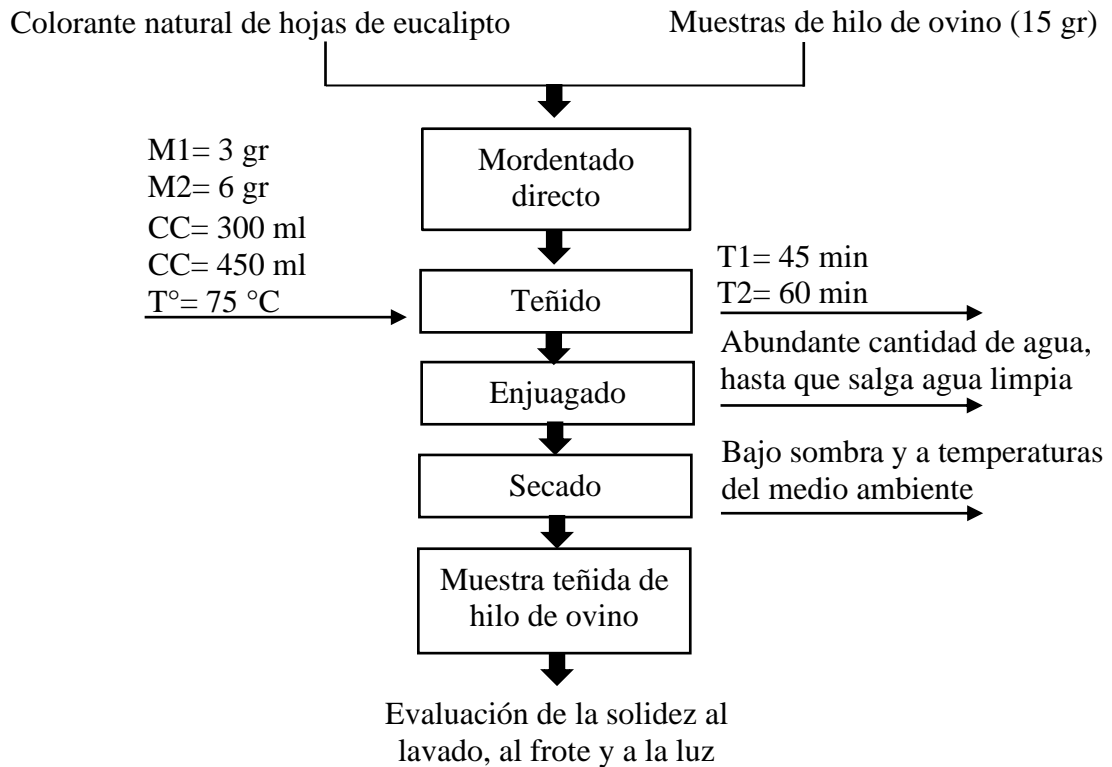 Colorante natural de hojas de eucalipto
Muestras de hilo de ovino (15 gr)
Mordentado
directo
M1= 3 gr
M2= 6 gr
CC= 300 ml
CC= 450 ml
T°= 75 °C
Teñido
T1= 45 min
T2= 60 min
Enjuagado
Abundante cantidad de agua,
hasta que salga agua limpia
Secado
Bajo sombra y a temperaturas
del medio ambiente
Muestra teñida de
hilo de ovino
Evaluación de la solidez al
lavado, al frote y a la luz